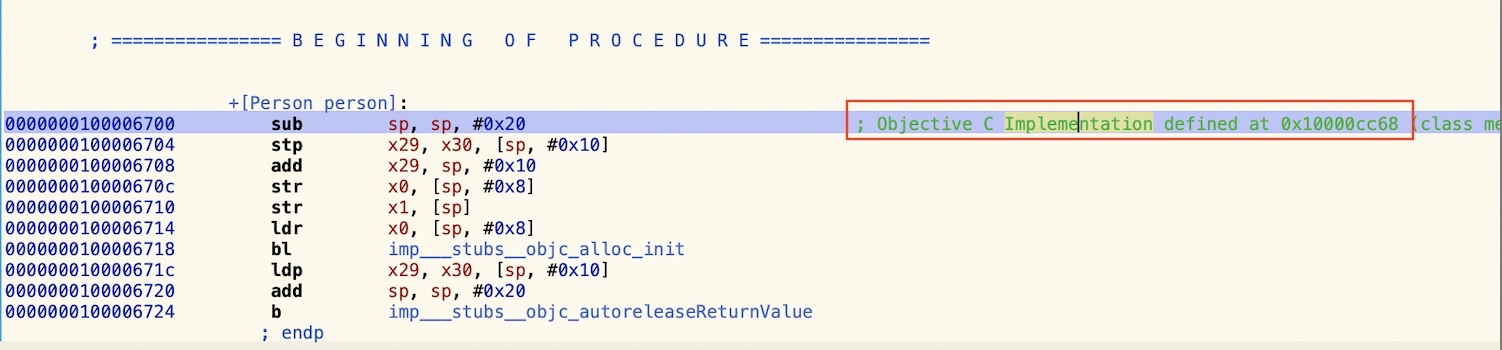 ; ================ B E G I N N I N G   O F   P R O C E D U R E ================
+[Person person]:
0000000100006700 sub sp, sp, #0x20 ; Objective C Implementation defined at 0x10000cc68 (class me
0000000100006704 stp x29, x30, [sp, #0x10]
0000000100006708 add x29, sp, #0x10
000000010000670c str x0, [sp, #0x8]
0000000100006710 str x1, [sp]
0000000100006714 ldr x0, [sp, #0x8]
0000000100006718 bl imp___stubs__objc_alloc_init
000000010000671c ldp x29, x30, [sp, #0x10]
0000000100006720 add sp, sp, #0x20
0000000100006724 b imp___stubs__objc_autoreleaseReturnValue
; endp